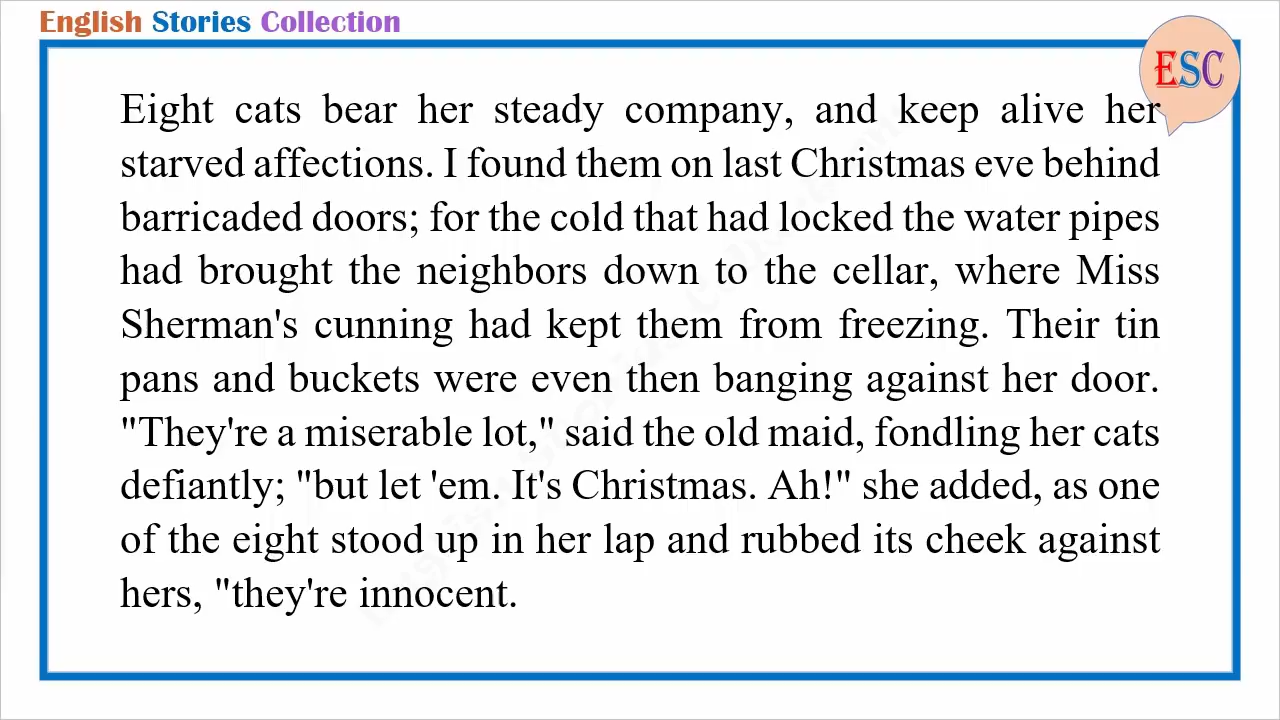 English Stories Collection
ESC
Eight cats bear her steady company, and keep alive her
starved affections. I found them on last Christmas eve behind
barricaded doors; for the cold that had locked the water pipes
had brought the neighbors down to the cellar, where Miss
Sherman's cunning had kept them from freezing. Their tin
pans and buckets were even then banging against her door.
"They're a miserable lot," said the old maid, fondling her cats
defiantly; "but let 'em. It's Christmas. Ah!" she added, as one
of the eight stood up in her lap and rubbed its cheek against
hers, "they're innocent.